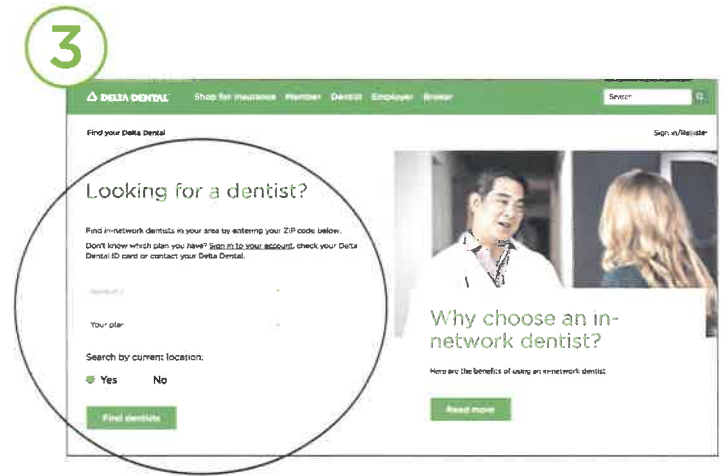 3
DELTA DENTAL Shop for insurance Member Dentist Employer Broker Search
Find your Delta Dental Sign in/Register
Looking for a dentist?
Find in-network dentists in your area by entering your ZIP code below.
Don't know which plan you have? Sign in to your account, check your Delta
Dental ID card or contact your Delta Dental.
Your plan
Search by current location:
Yes No
Find dentists
Why choose an in-
network dentist?
Here are the benefits of using an in-network dentist
Read more